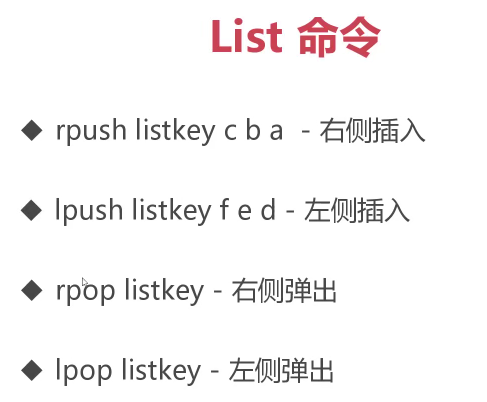 List 命令
◆ rpush listkey c b a - 右侧插入
◆ lpush listkey f e d - 左侧插入
◆ rpop listkey - 右侧弹出
◆ lpop listkey - 左侧弹出